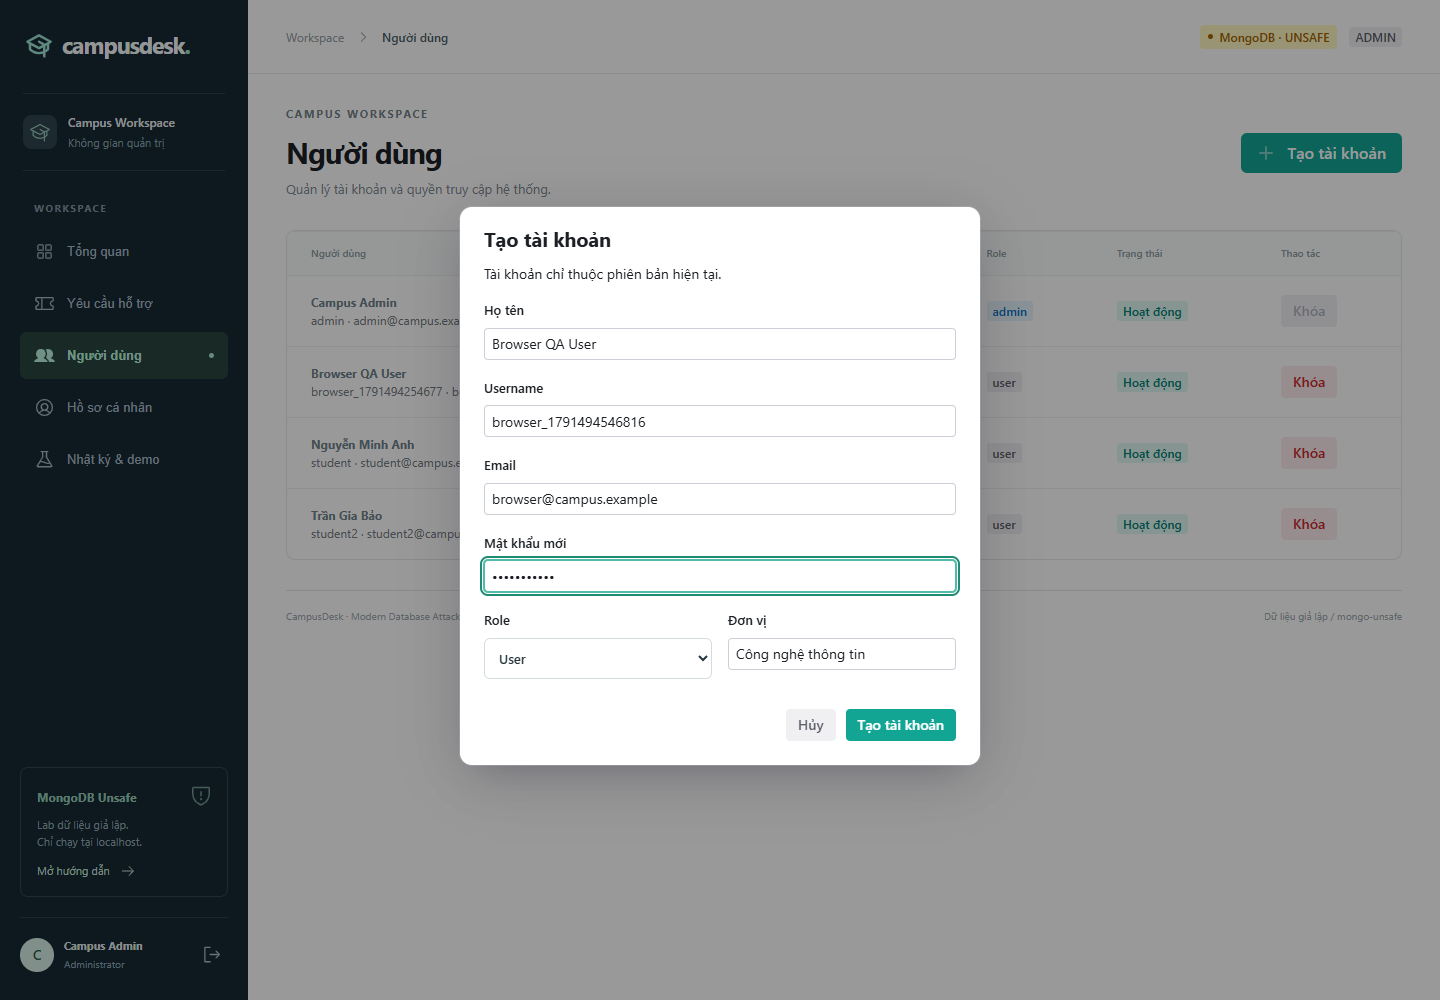 campusdesk.
Campus Workspace
Không gian quản trị
WORKSPACE
Tổng quan
Yêu cầu hỗ trợ
Người dùng
Hồ sơ cá nhân
Nhật ký & demo
MongoDB Unsafe
Lab dữ liệu giả lập.
Chỉ chạy tại localhost.
Mở hướng dẫn
C
Campus Admin
Administrator
Workspace
Người dùng
MongoDB · UNSAFE
ADMIN
CAMPUS WORKSPACE
Người dùng
Quản lý tài khoản và quyền truy cập hệ thống.
Tạo tài khoản
Người dùng
Role
Trạng thái
Thao tác
Campus Admin
admin · admin@campus.exa
admin
Hoạt động
Khóa
Browser QA User
browser_1791494254677 · b
user
Hoạt động
Khóa
Nguyễn Minh Anh
student · student@campus.e
user
Hoạt động
Khóa
Trần Gia Bảo
student2 · student2@campu
user
Hoạt động
Khóa
CampusDesk · Modern Database Attack
Dữ liệu giả lập / mongo-unsafe
Tạo tài khoản
Tài khoản chỉ thuộc phiên bản hiện tại.
Họ tên
Browser QA User
Username
browser_1791494546816
Email
browser@campus.example
Mật khẩu mới
•••••••••••
Role
Đơn vị
User
Công nghệ thông tin
Hủy
Tạo tài khoản